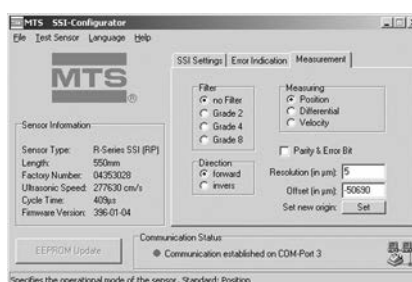 MTS SSI-Configurator
File Test Sensor Language Help
MTS
®
SSI Settings Error Indication Measurement
Filter
no Filter
Grade 2
Grade 4
Grade 8
Measuring
Position
Differential
Velocity
Parity & Error Bit
Direction
forward
invers
Resolution (in µm): 5
Offset (in µm): -50690
Set new origin: Set
Sensor Information
Sensor Type: R-Series SSI (RP)
Length: 550mm
Factory Number: 04353028
Ultrasonic Speed: 277630 cm/s
Cycle Time: 409µs
Firmware Version: 396-01-04
EEPROM Update
Communication Status
Communication established on COM-Port 3
Specifies the operational mode of the sensor. Standard: Position